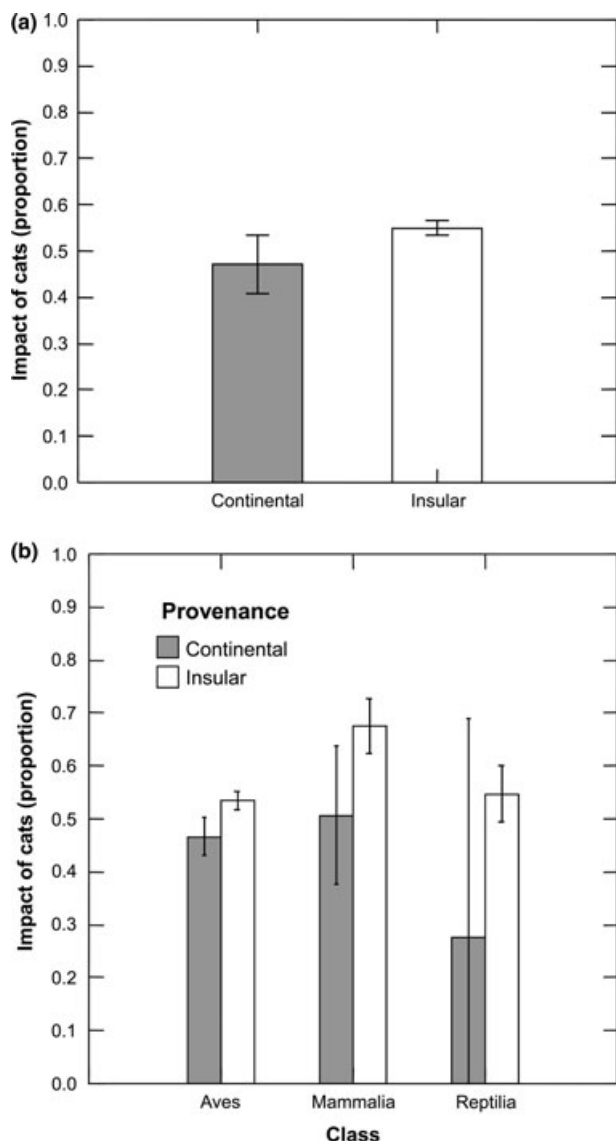 (a)
1.0
0.9
0.8
0.7
0.6
0.5
0.4
0.3
0.2
0.1
0.0
Impact of cats (proportion)
Continental Insular
(b)
1.0
0.9
0.8
0.7
0.6
0.5
0.4
0.3
0.2
0.1
0.0
Impact of cats (proportion)
Provenance
Continental
Insular
Aves Mammalia Reptilia
Class